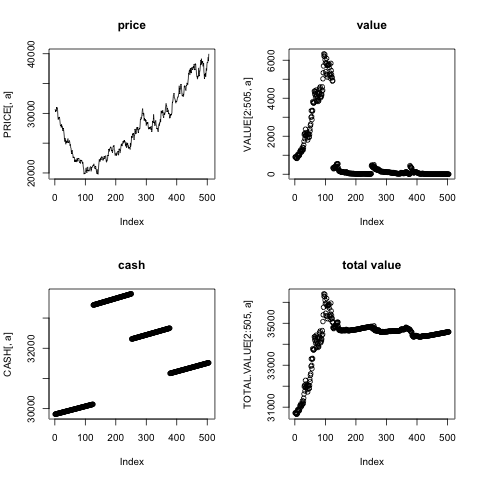 price
PRICE[, a]
20000 30000 40000
0 100 200 300 400 500
Index
value
VALUE[2:505, a]
0 2000 4000 6000
0 100 200 300 400 500
Index
cash
CASH[, a]
30000 32000
0 100 200 300 400 500
Index
total value
TOTAL.VALUE[2:505, a]
31000 33000 35000
0 100 200 300 400 500
Index